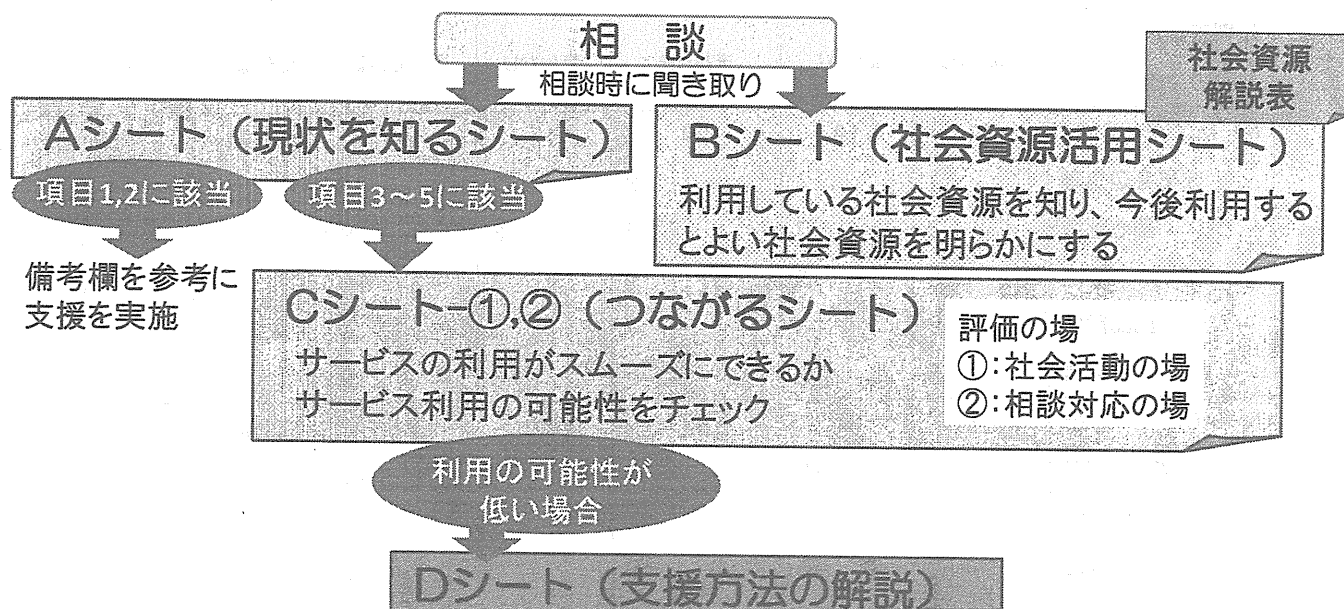 相 談
相談時に聞き取り
社会資源
解説表
Aシート（現状を知るシート）
項目1,2に該当
項目3～5に該当
備考欄を参考に
支援を実施
Bシート（社会資源活用シート）
利用している社会資源を知り、今後利用する
とよい社会資源を明らかにする
Cシート-①,②（つながるシート）
サービスの利用がスムーズにできるか
サービス利用の可能性をチェック
評価の場
①：社会活動の場
②：相談対応の場
利用の可能性が
低い場合
Dシート（支援方法の解説）